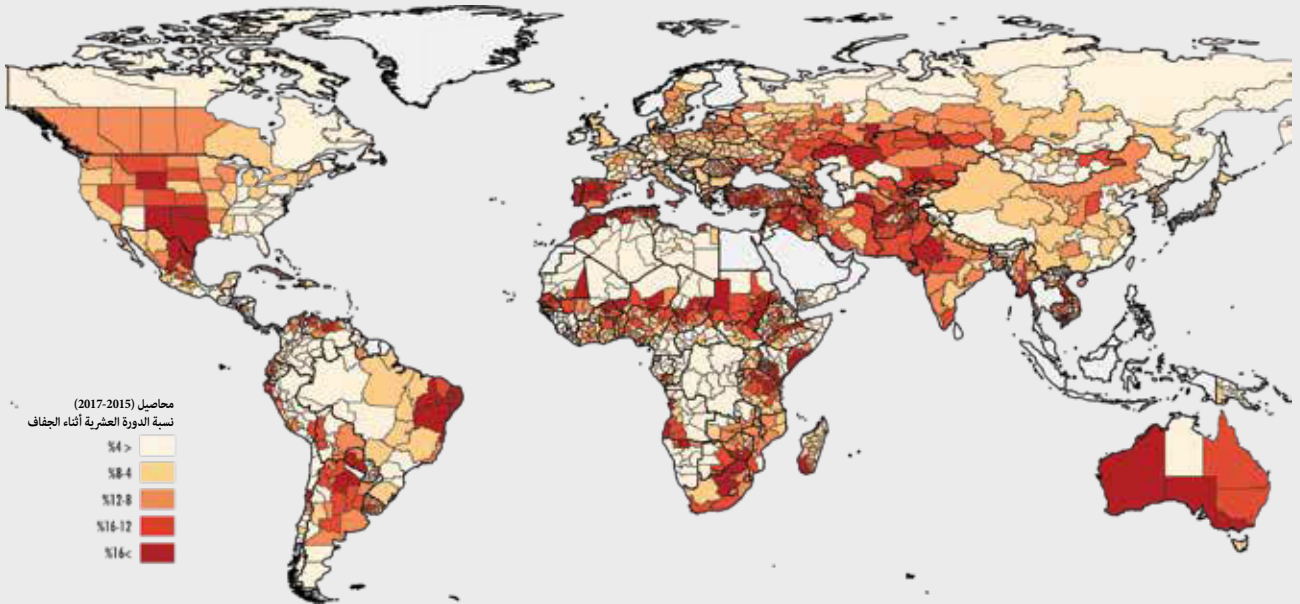 محاصيل (2015-2017)
نسبة الدورة العشرية أثناء الجفاف
%4 >
%8-4
%12-8
%16-12
%16<